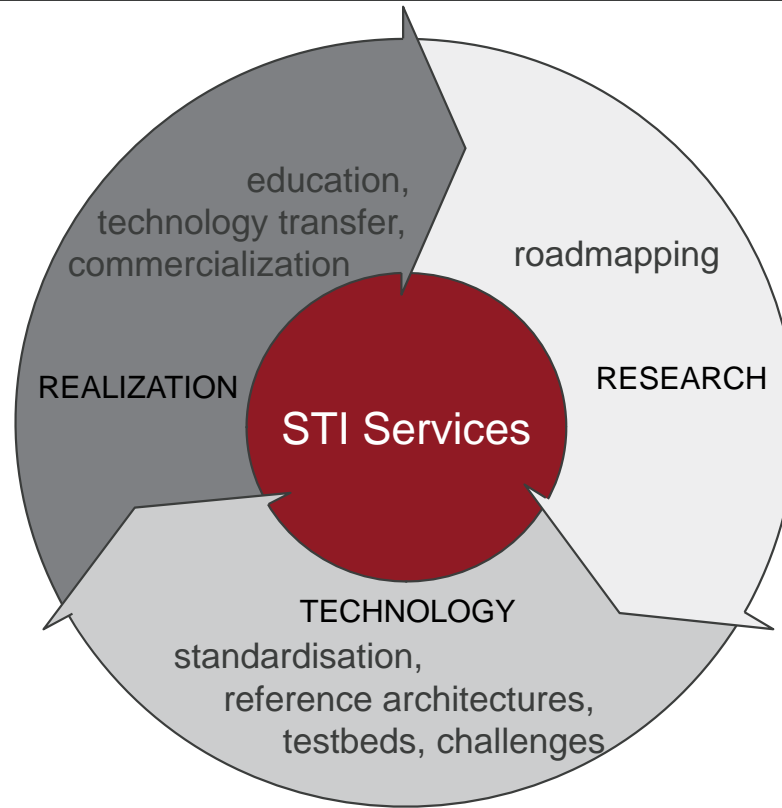 education,
technology transfer,
commercialization
roadmapping
REALIZATION
RESEARCH
STI Services
TECHNOLOGY
standardisation,
reference architectures,
testbeds, challenges